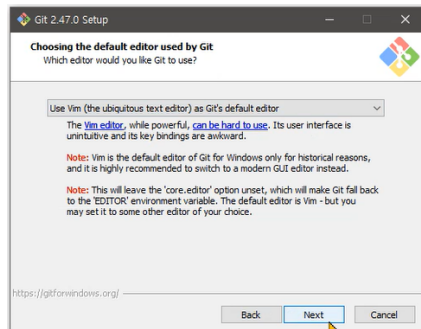 Git 2.47.0 Setup
Choosing the default editor used by Git
Which editor would you like Git to use?
Use Vim (the ubiquitous text editor) as Git's default editor
The Vim editor, while powerful, can be hard to use. Its user interface is
unintuitive and its key bindings are awkward.
Note: Vim is the default editor of Git for Windows only for historical reasons,
and it is highly recommended to switch to a modern GUI editor instead.
Note: This will leave the 'core.editor' option unset, which will make Git fall back
to the 'EDITOR' environment variable. The default editor is Vim - but you
may set it to some other editor of your choice.
https://gitforwindows.org/
Back
Next
Cancel